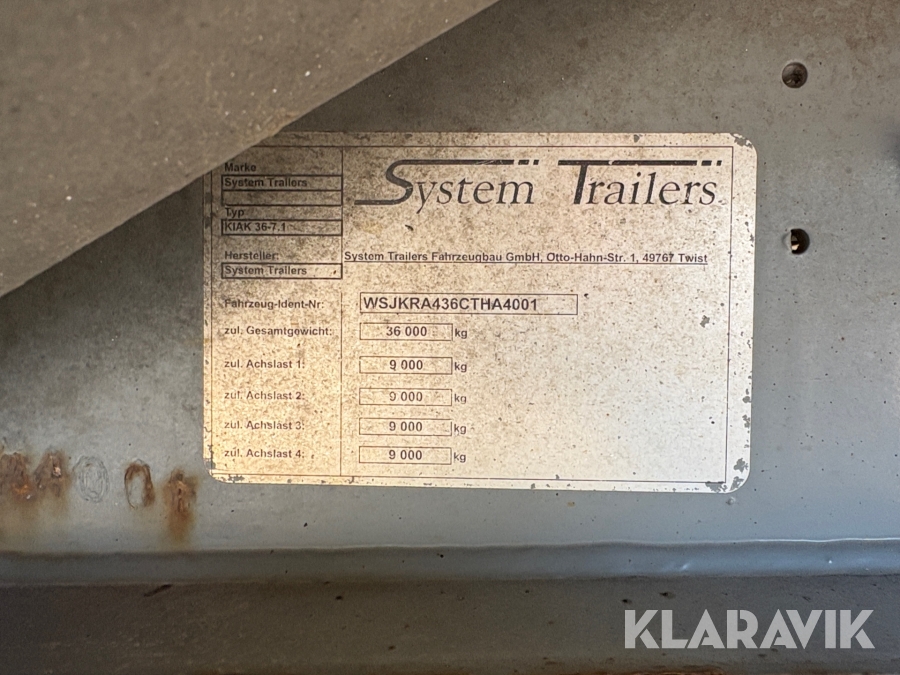 Marke
System Trailers
System Trailers
Typ
KIAK 36-7.1
Hersteller:
System Trailers
System Trailers Fahrzeugbau GmbH, Otto-Hahn-Str. 1, 49767 Twist
Fahrzeug-Ident-Nr: WSJKRA436CTHA4001
zul. Gesamtgewicht: 36 000 kg
zul. Achslast 1: 9 000 kg
zul. Achslast 2: 9 000 kg
zul. Achslast 3: 9 000 kg
zul. Achslast 4: 9 000 kg
KLARAVIK